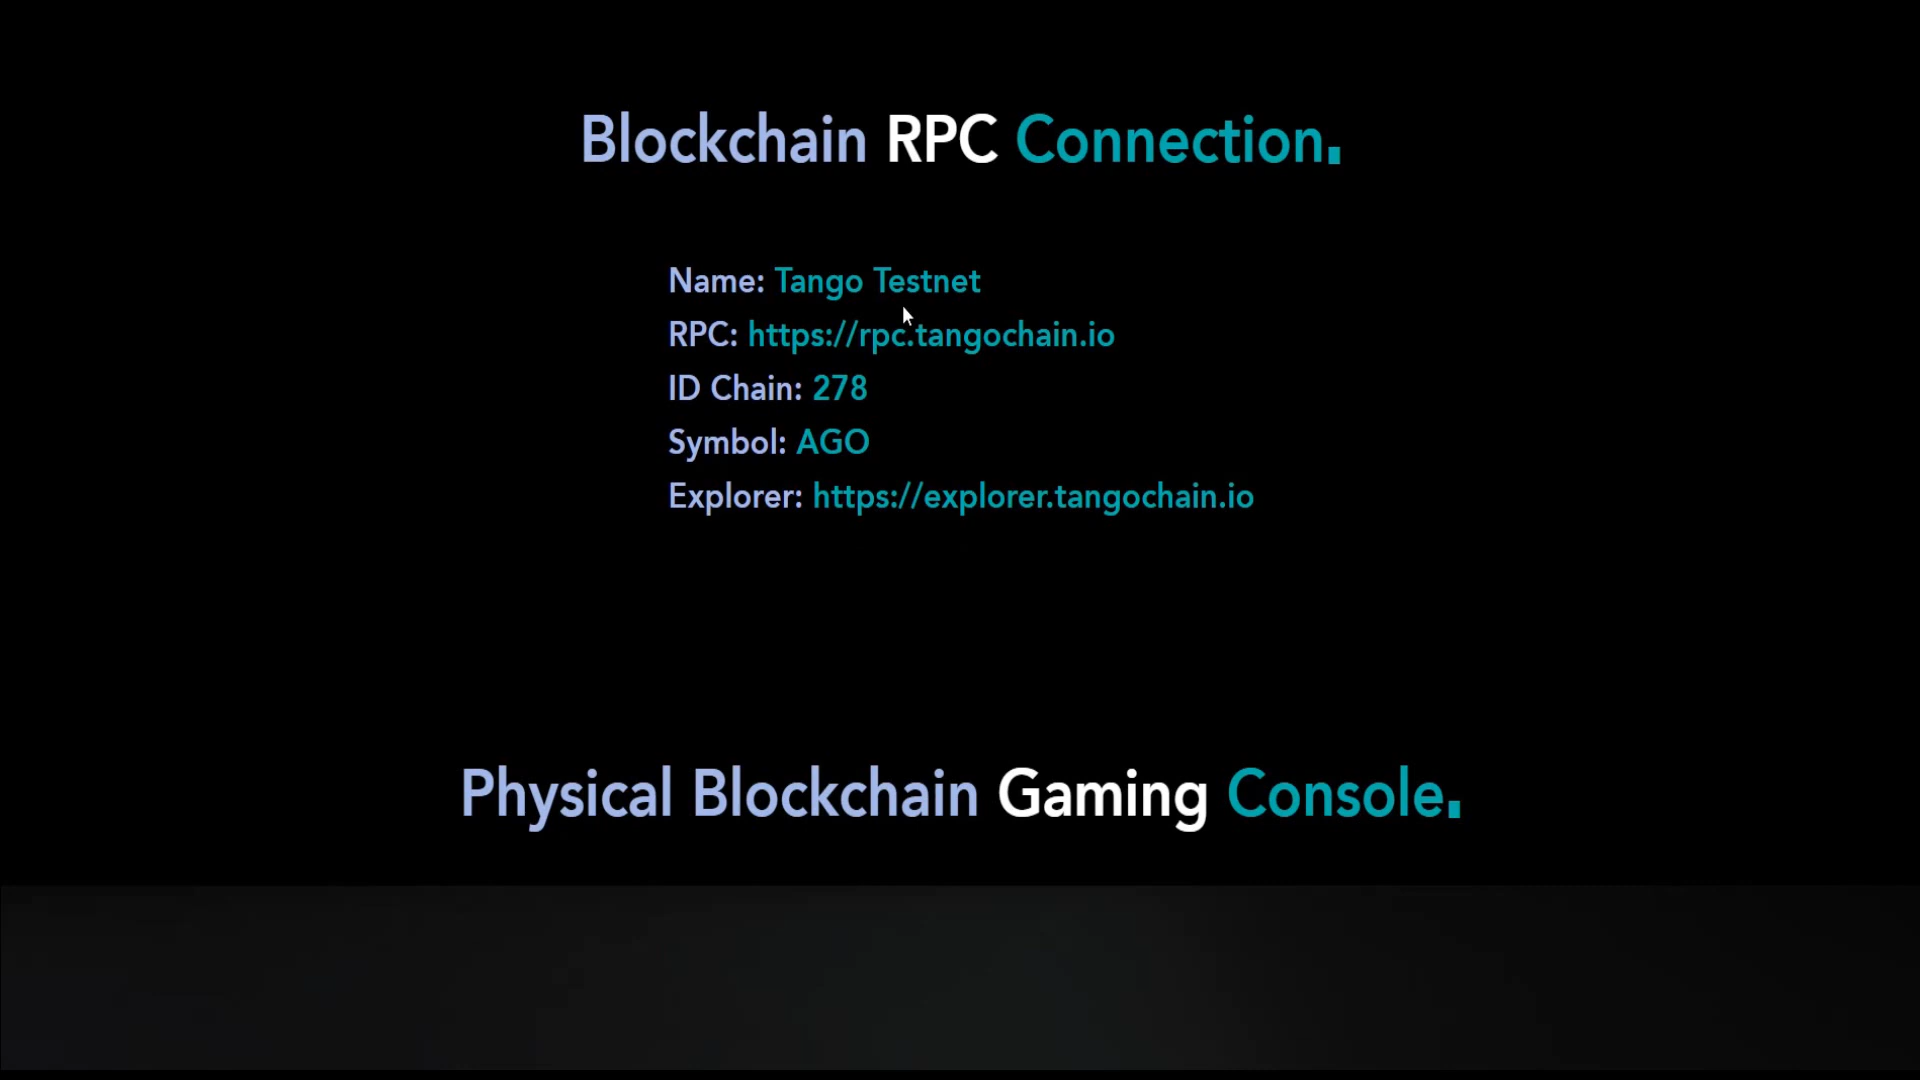 Blockchain RPC Connection.
Name: Tango Testnet
RPC: https://rpc.tangochain.io
ID Chain: 278
Symbol: AGO
Explorer: https://explorer.tangochain.io
Physical Blockchain Gaming Console.